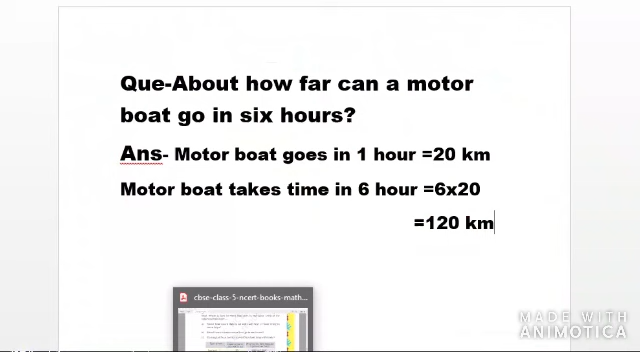 Que-About how far can a motor
boat go in six hours?
Ans- Motor boat goes in 1 hour =20 km
Motor boat takes time in 6 hour =6x20
=120 km
cbse-class-5-ncert-books-math...
MADE WITH
ANIMOTICA